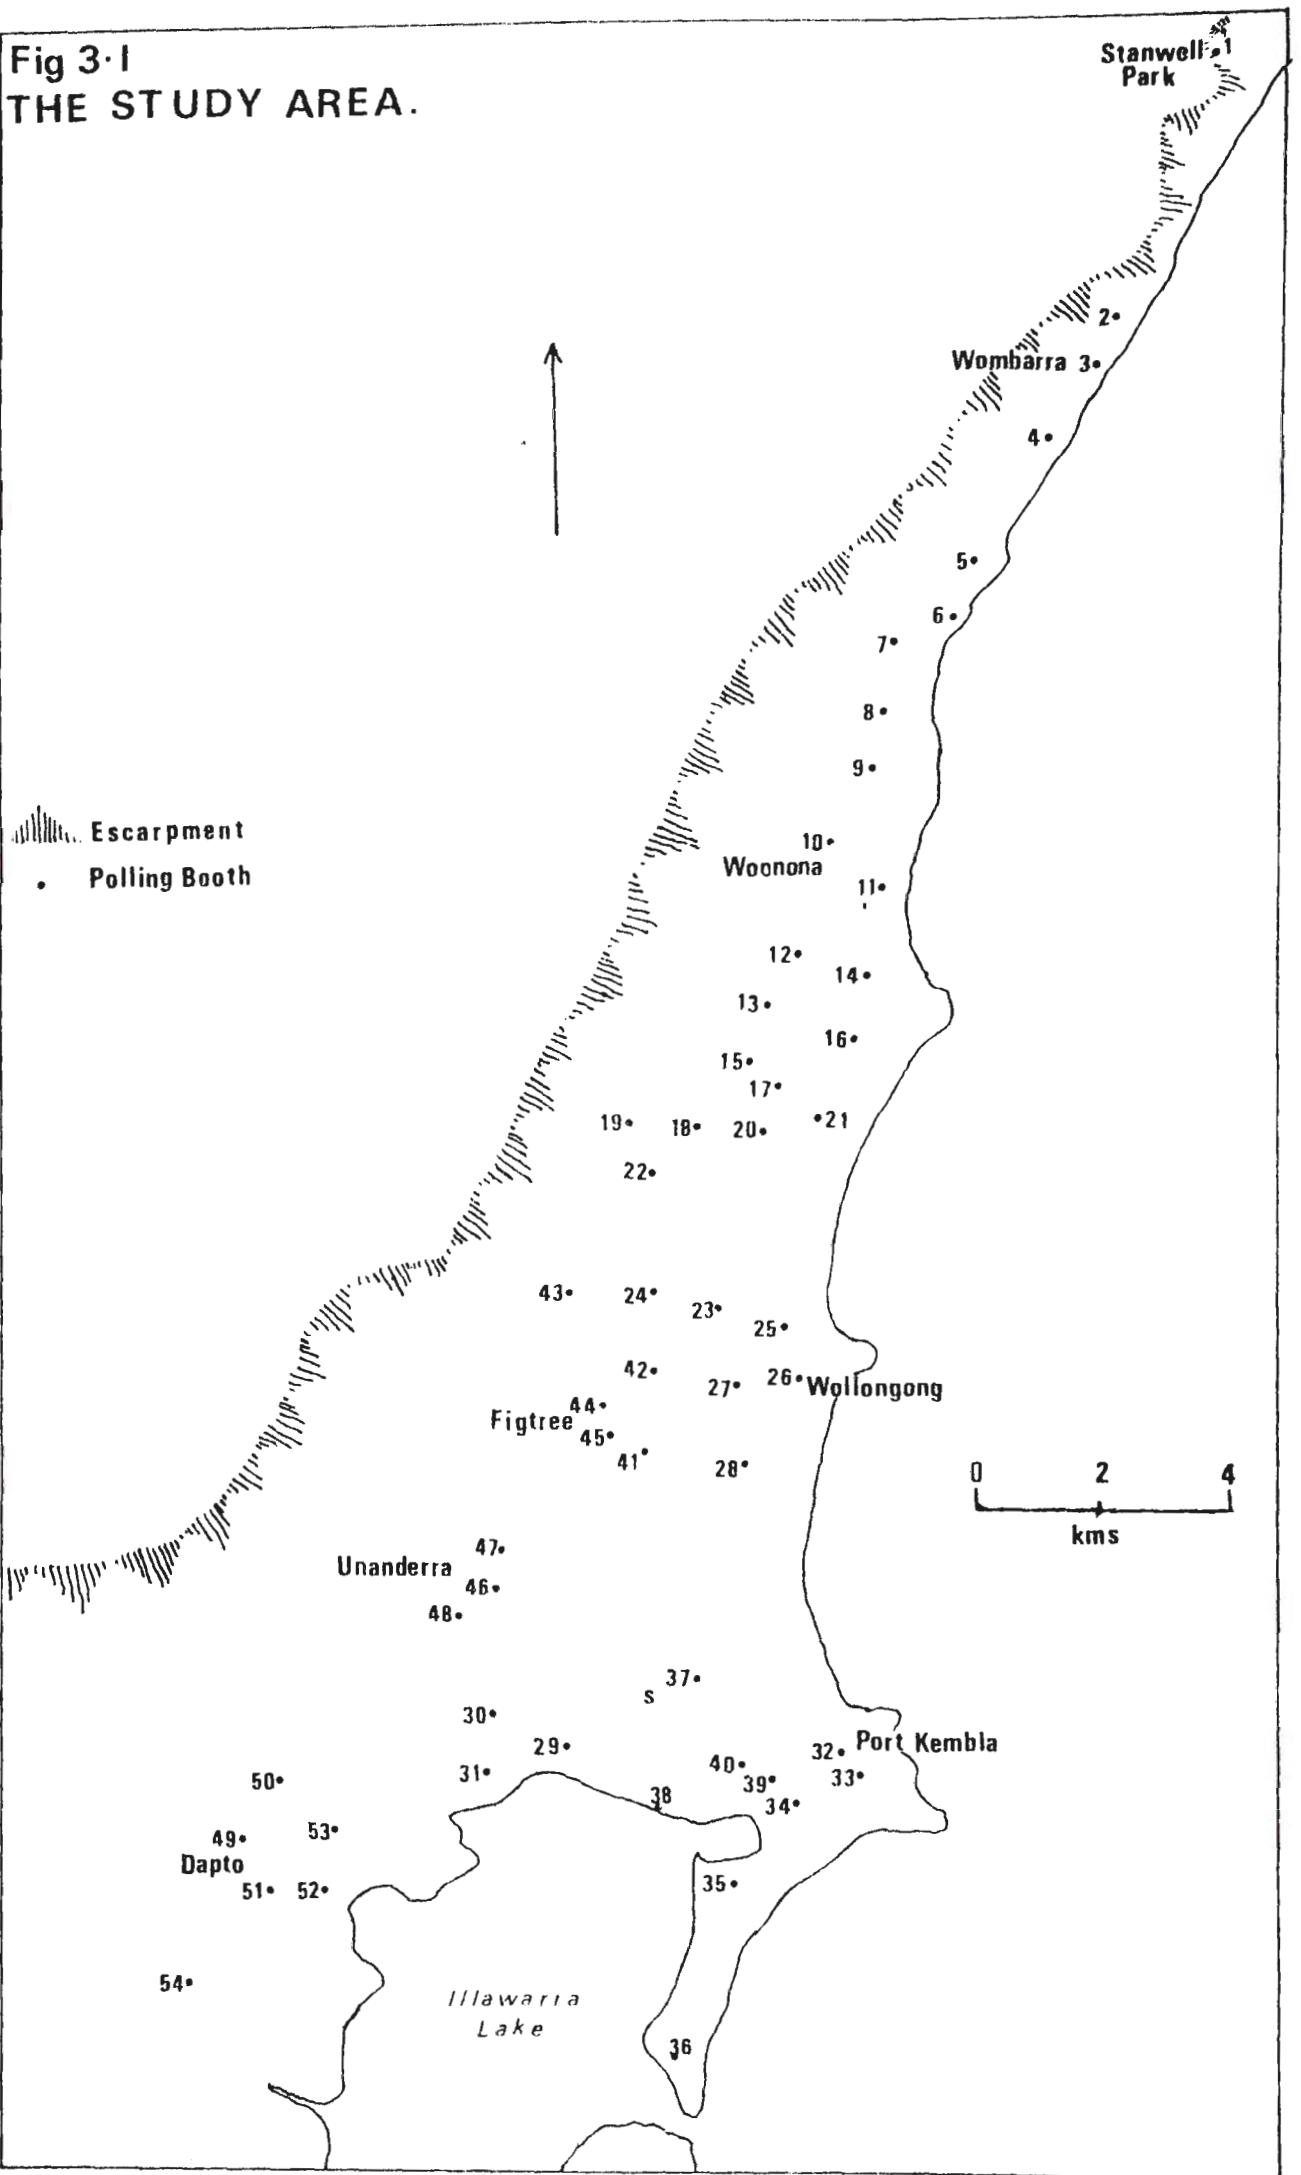 Fig 3·1
THE STUDY AREA.
Stanwell 1
Park
2
Wombarra 3
4
5
6
7
8
9
Escarpment
10
Woonona
Polling Booth
11
12
14
13
16
15
17
19 18 20 21
22
43 24 23
25
42 27 26 Wollongong
44
Figtree
45
41 28
0 2 4
kms
47
Unanderra
46
48
37
s
30
29 32 Port Kembla
40
31 50 39 33
38 34
53
49
Dapto
51 52 35
54
Illawarra
Lake
36